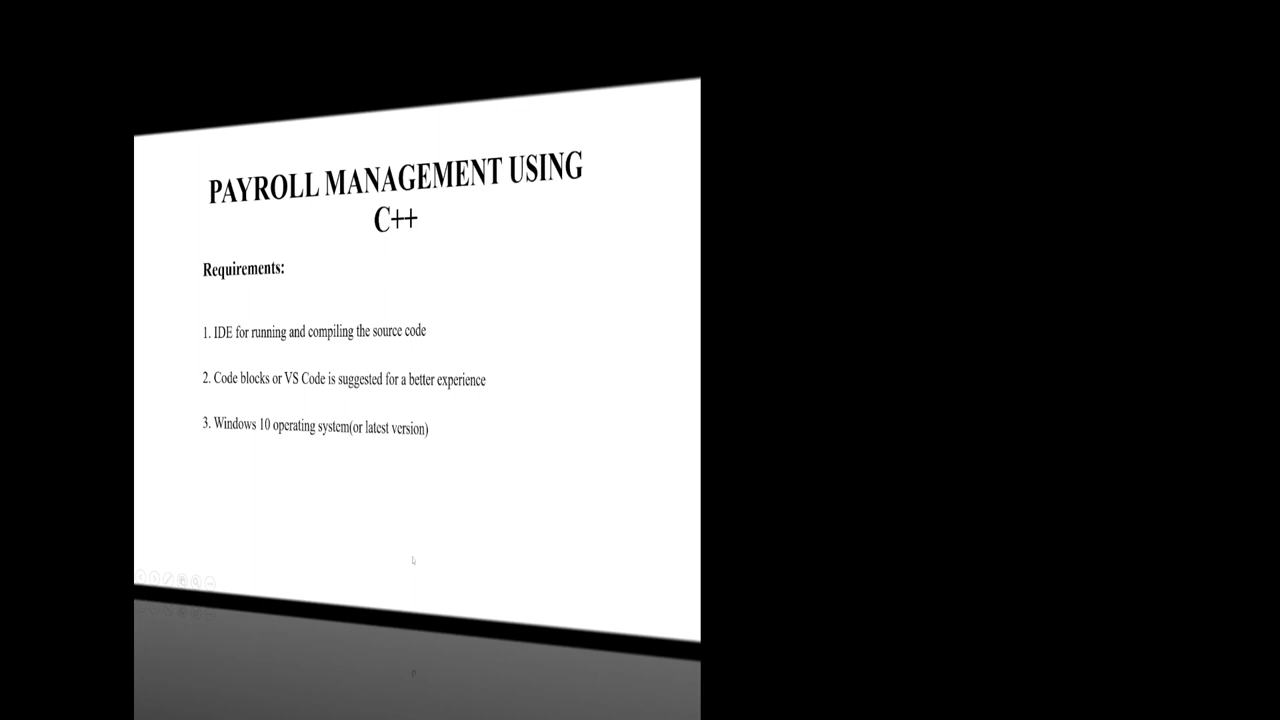 PAYROLL MANAGEMENT USING
C++
Requirements:
1. IDE for running and compiling the source code
2. Code blocks or VS Code is suggested for a better experience
3. Windows 10 operating system(or latest version)